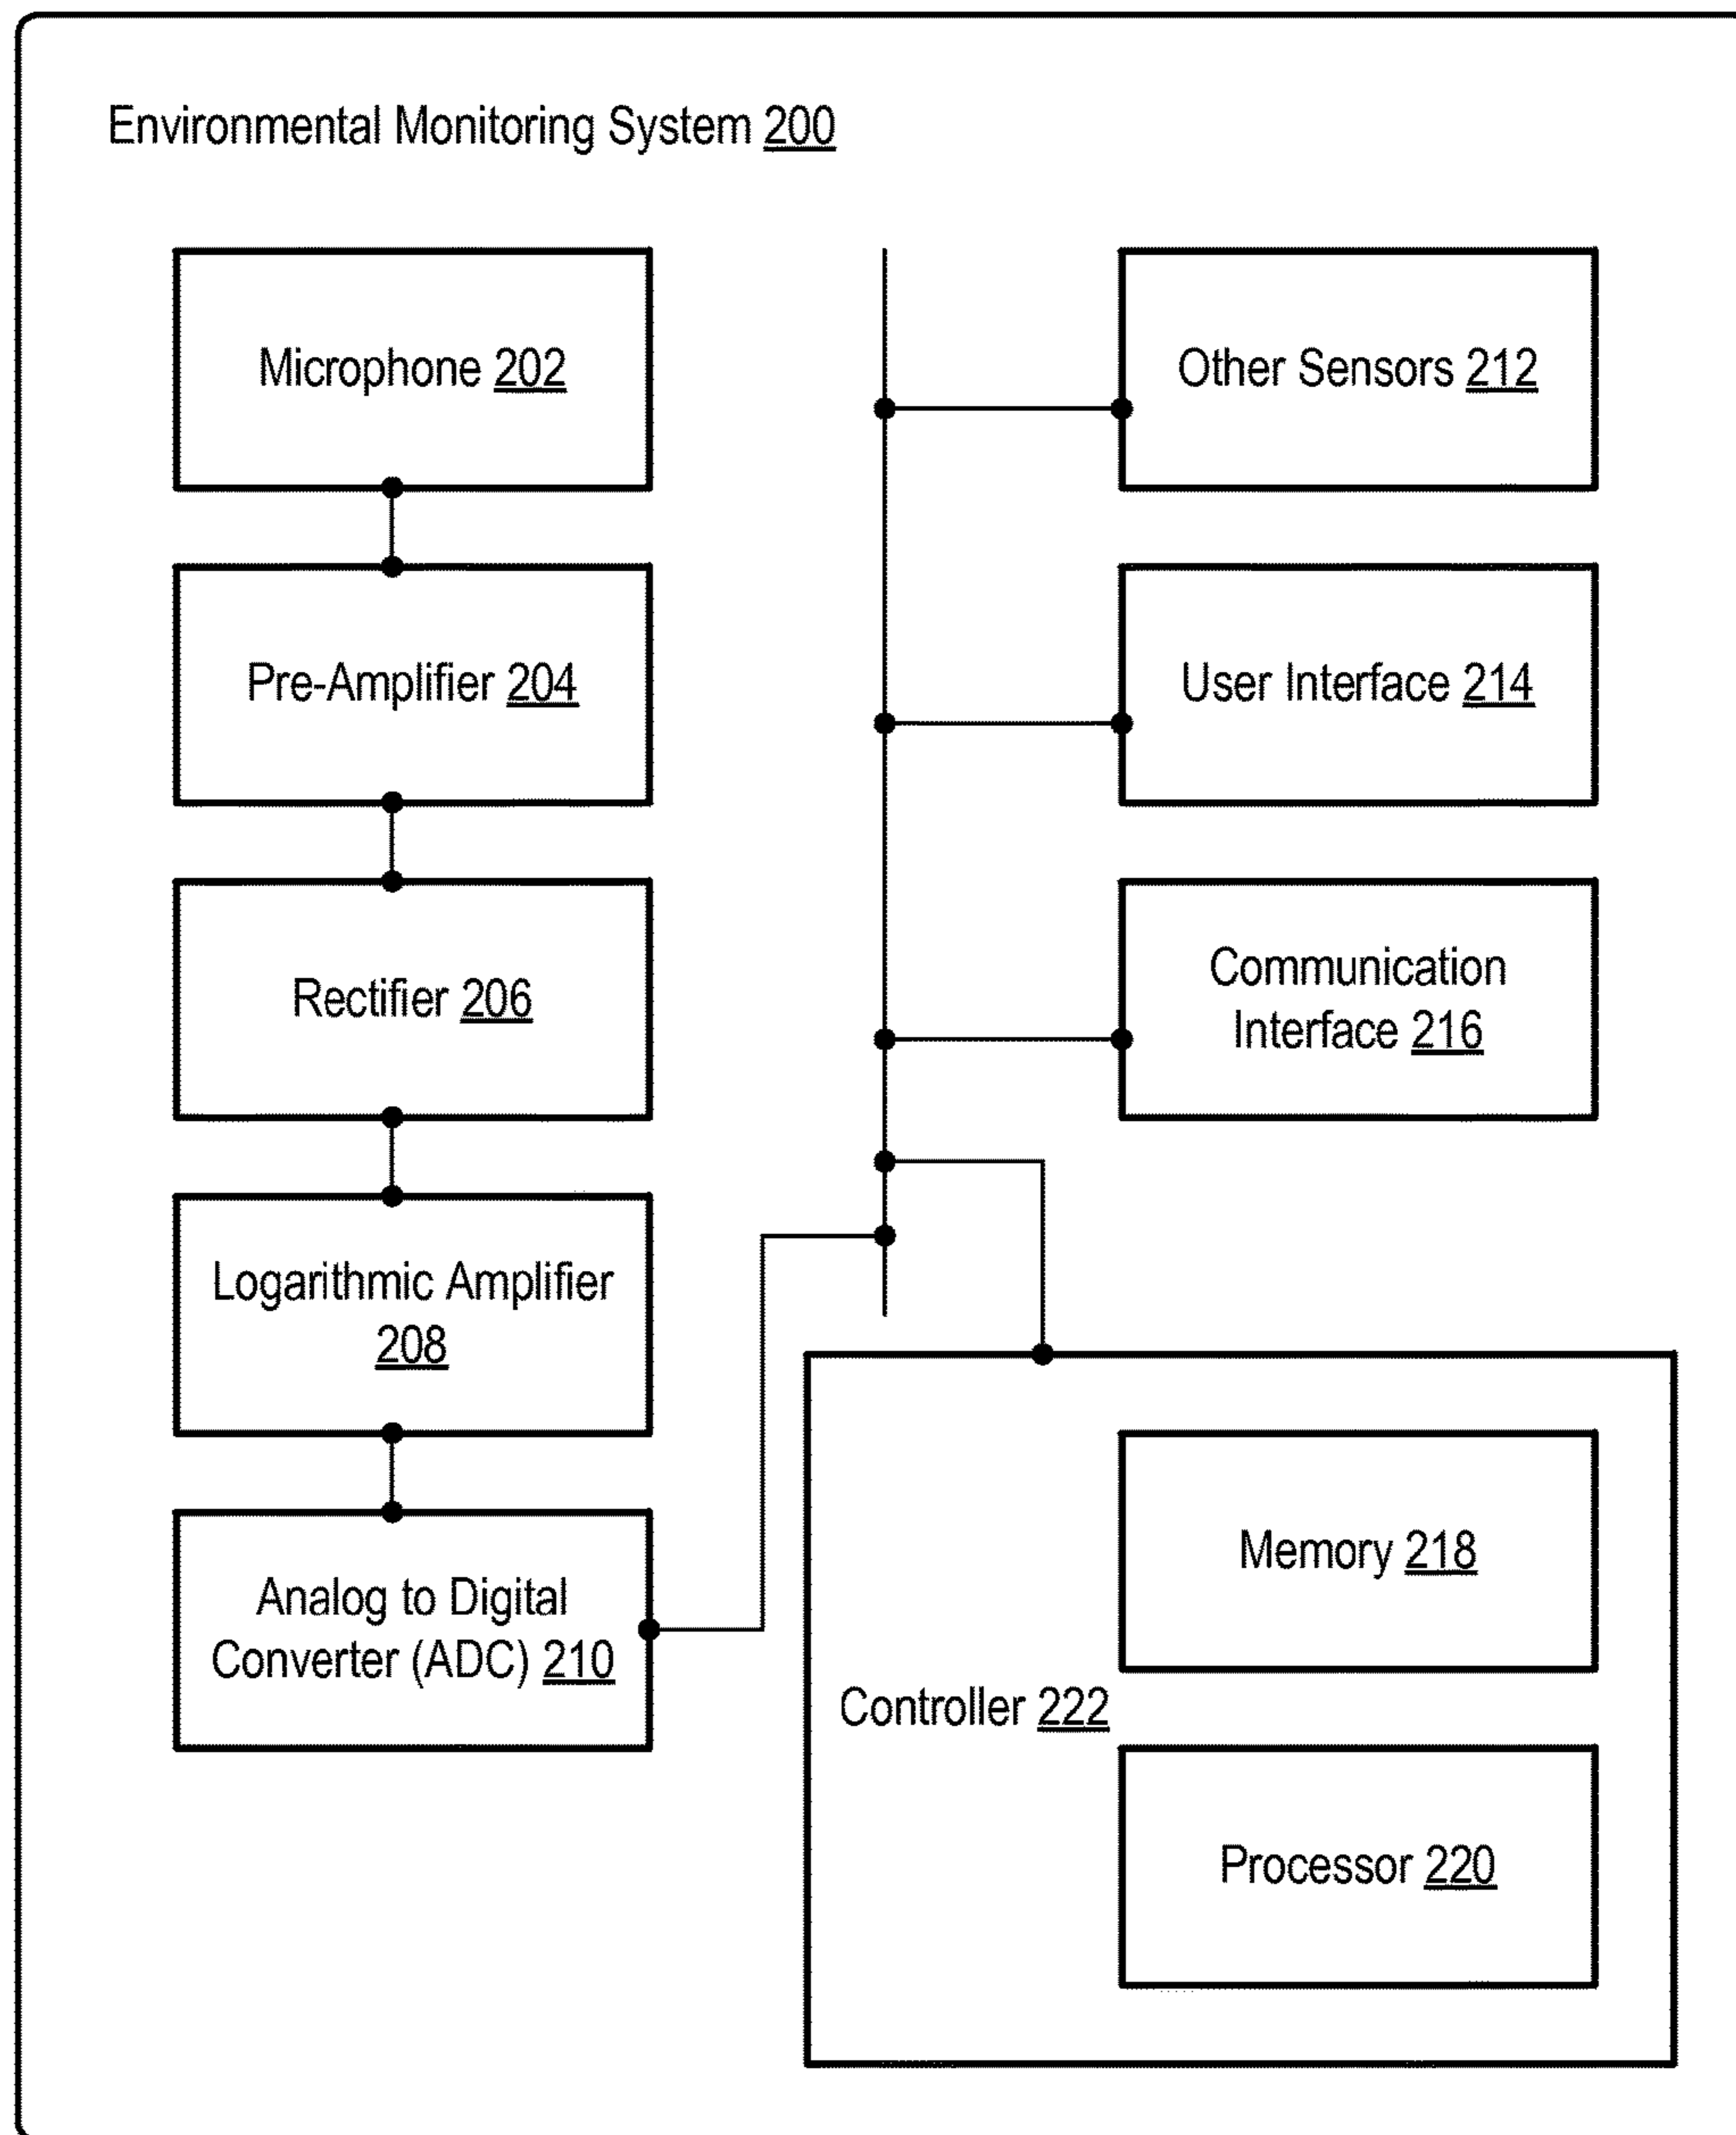 Environmental Monitoring System 200
Microphone 202
Pre-Amplifier 204
Rectifier 206
Logarithmic Amplifier
208
Analog to Digital
Converter (ADC) 210
Other Sensors 212
User Interface 214
Communication
Interface 216
Controller 222
Memory 218
Processor 220